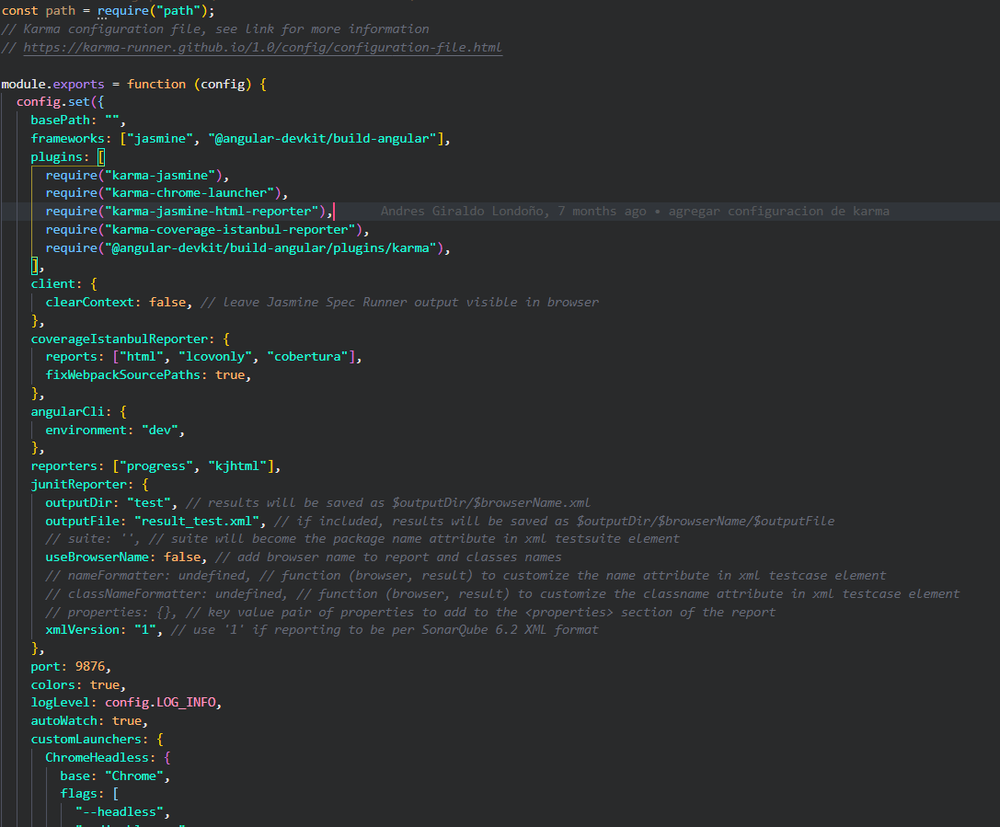 const path = require("path");
// Karma configuration file, see link for more information
// https://karma-runner.github.io/1.0/config/configuration-file.html
module.exports = function (config) {
config.set({
basePath: "",
frameworks: ["jasmine", "@angular-devkit/build-angular"],
plugins: [
require("karma-jasmine"),
require("karma-chrome-launcher"),
require("karma-jasmine-html-reporter"), Andres Giraldo Londoño, 7 months ago • agregar configuracion de karma
require("karma-coverage-istanbul-reporter"),
require("@angular-devkit/build-angular/plugins/karma"),
],
client: {
clearContext: false, // leave Jasmine Spec Runner output visible in browser
},
coverageIstanbulReporter: {
reports: ["html", "lcovonly", "cobertura"],
fixWebpackSourcePaths: true,
},
angularCli: {
environment: "dev",
},
reporters: ["progress", "kjhtml"],
junitReporter: {
outputDir: "test", // results will be saved as $outputDir/$browserName.xml
outputFile: "result_test.xml", // if included, results will be saved as $outputDir/$browserName/$outputFile
// suite: '', // suite will become the package name attribute in xml testsuite element
useBrowserName: false, // add browser name to report and classes names
// nameFormatter: undefined, // function (browser, result) to customize the name attribute in xml testcase element
// classNameFormatter: undefined, // function (browser, result) to customize the classname attribute in xml testcase element
// properties: {}, // key value pair of properties to add to the <properties> section of the report
xmlVersion: "1", // use '1' if reporting to be per SonarQube 6.2 XML format
},
port: 9876,
colors: true,
logLevel: config.LOG_INFO,
autoWatch: true,
customLaunchers: {
ChromeHeadless: {
base: "Chrome",
flags: [
"--headless",